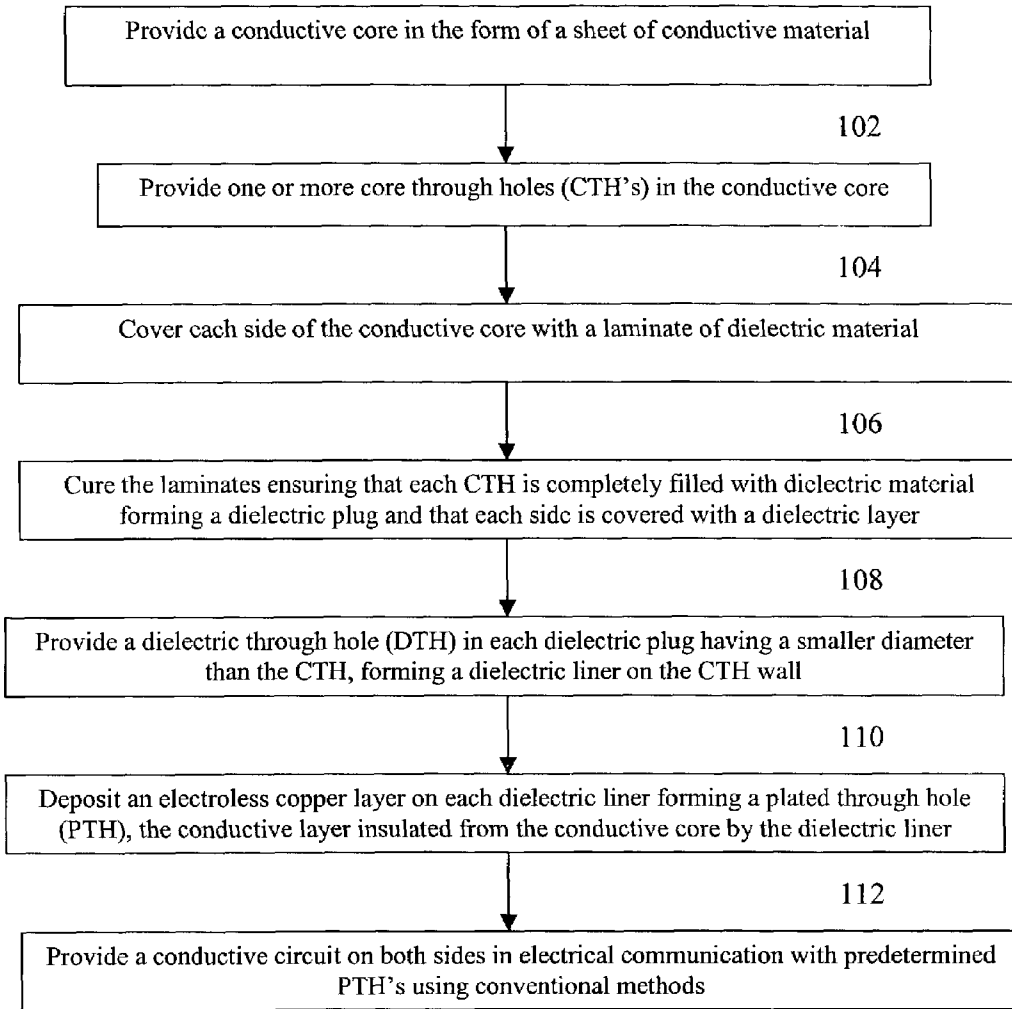 Provide a conductive core in the form of a sheet of conductive material
102
Provide one or more core through holes (CTH's) in the conductive core
104
Cover each side of the conductive core with a laminate of dielectric material
106
Cure the laminates ensuring that each CTH is completely filled with dielectric material
forming a dielectric plug and that each side is covered with a dielectric layer
108
Provide a dielectric through hole (DTH) in each dielectric plug having a smaller diameter
than the CTH, forming a dielectric liner on the CTH wall
110
Deposit an electroless copper layer on each dielectric liner forming a plated through hole
(PTH), the conductive layer insulated from the conductive core by the dielectric liner
112
Provide a conductive circuit on both sides in electrical communication with predetermined
PTH's using conventional methods